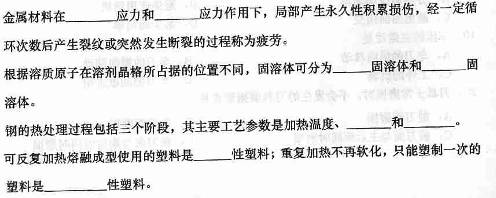 金属材料在________应力和________应力作用下，局部产生永久性积累损伤，经一定循
环次数后产生裂纹或突然发生断裂的过程称为疲劳。
根据溶质原子在溶剂晶格所占据的位置不同，固溶体可分为______固溶体和______固
溶体。
钢的热处理过程包括三个阶段，其主要工艺参数是加热温度、________和________。
可反复加热熔融成型使用的塑料是______性塑料；重复加热不再软化，只能塑制一次的
塑料是________性塑料。